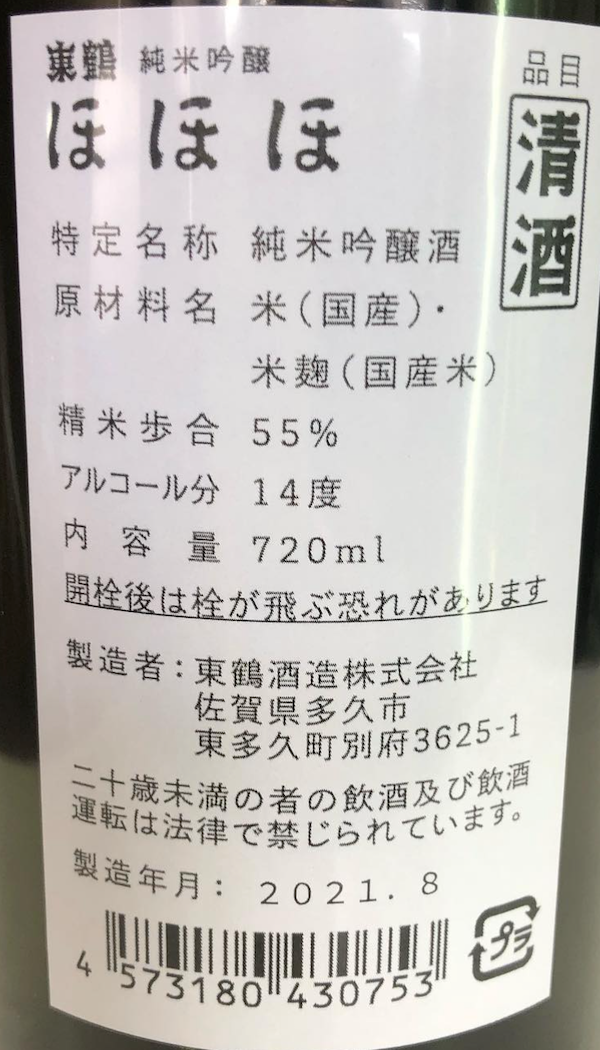 東鶴 純米吟醸
ほほほ
品目
清酒
特定名称 純米吟醸酒
原材料名 米(国産)・
米麹(国産米)
精米歩合 55%
アルコール分 14度
内容量 720ml
開栓後は栓が飛ぶ恐れがあります
製造者:東鶴酒造株式会社
佐賀県多久市
東多久町別府3625-1
二十歳未満の者の飲酒及び飲酒
運転は法律で禁じられています。
製造年月: 2021. 8
4 573180 430753
プラ